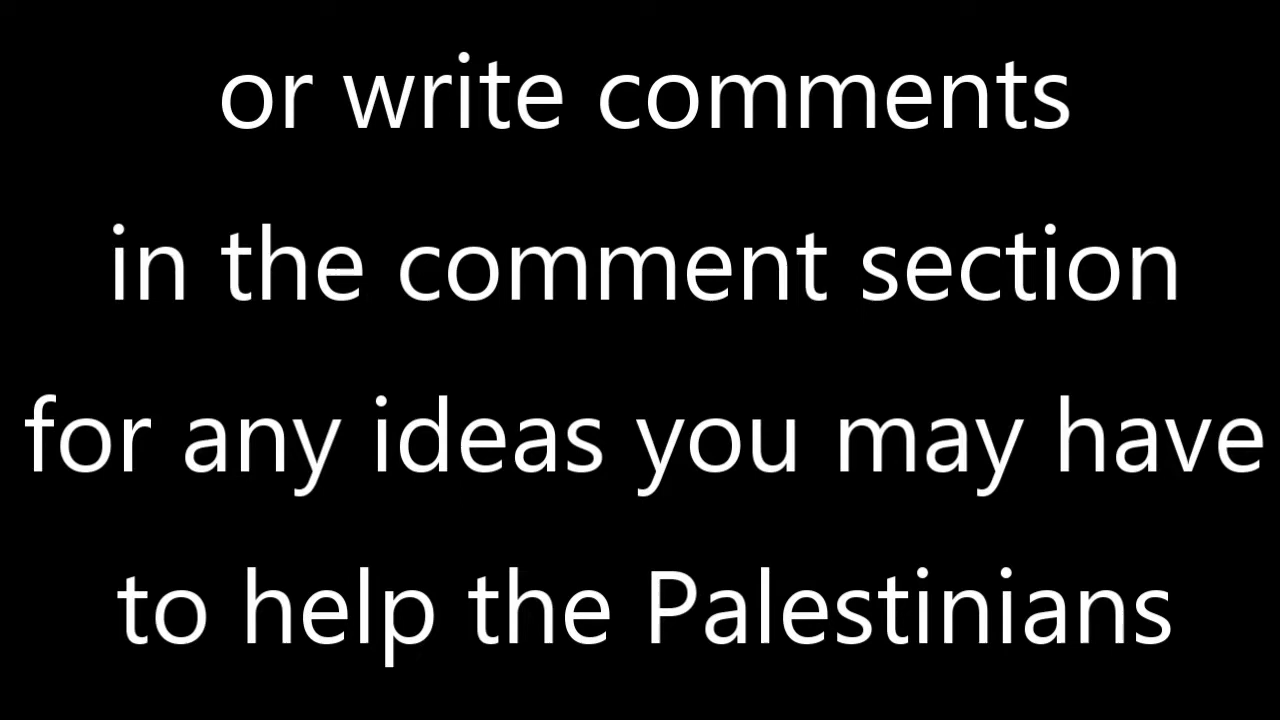 or write comments
in the comment section
for any ideas you may have
to help the Palestinians